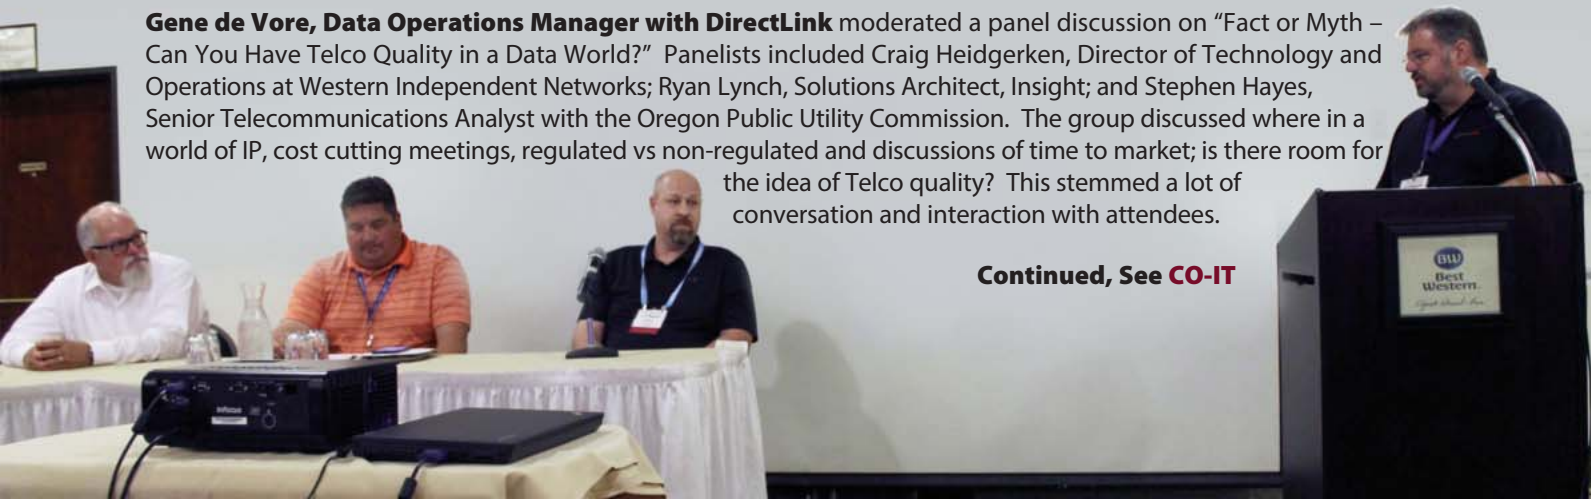 Gene de Vore, Data Operations Manager with DirectLink moderated a panel discussion on “Fact or Myth –
Can You Have Telco Quality in a Data World?” Panelists included Craig Heidgerken, Director of Technology and
Operations at Western Independent Networks; Ryan Lynch, Solutions Architect, Insight; and Stephen Hayes,
Senior Telecommunications Analyst with the Oregon Public Utility Commission. The group discussed where in a
world of IP, cost cutting meetings, regulated vs non-regulated and discussions of time to market; is there room for
the idea of Telco quality? This stemmed a lot of
conversation and interaction with attendees.
Continued, See CO-IT
BW
Best
Western
InFocus